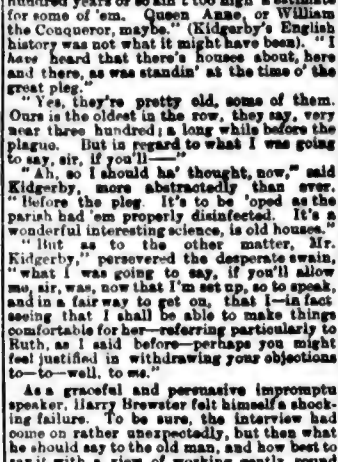 hundred years or so ain't too high a estimate
for some of 'em. Queen Anne, or William
the Conqueror, maybe." (Kidgerby's English
history was not what it might have been). "I
have heard that there's houses about, here
and there, as was standin' at the time o' the
great pleg."
"Yes, they're pretty old, some of them.
Ours is the oldest in the row, they say, very
near three hundred; a long while before the
plague. But in regard to what I was going
to say, sir, if you'll——"
"Ah, so I should ha' thought, now," said
Kidgerby, more abstractedly than ever.
"Before the pleg. It's to be 'oped as the
parish had 'em properly disinfected. It's a
wonderful interesting science, is old houses."
"But as to the other matter, Mr.
Kidgerby," persevered the desperate swain,
"what I was going to say, if you'll allow
me, sir, was, now that I'm set up, so to speak,
and in a fair way to get on, that I—in fact
seeing that I shall be able to make things
comfortable for her—referring particularly to
Ruth, as I said before—perhaps you might
feel justified in withdrawing your objections
to—to—well, to me."
As a graceful and persuasive impromptu
speaker, Harry Brewster felt himself a shock-
ing failure. To be sure, the interview had
come on rather unexpectedly, but then what
he should say to the old man, and how best to
say it with a view of working gently round